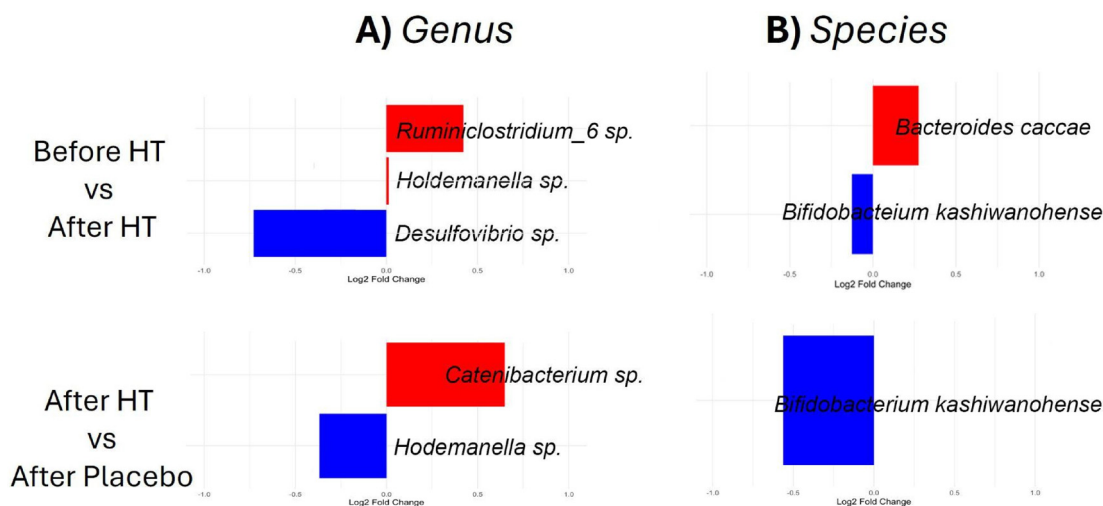 A) Genus
B) Species
Before HT
vs
After HT
Ruminiclostridium_6 sp.
Holdemanella sp.
Desulfovibrio sp.
-1.0 -0.5 0.0 0.5 1.0
Log2 Fold Change
Bacteroides caccae
Bifidobacteium kashiwanohense
-1.0 -0.5 0.0 0.5 1.0
Log2 Fold Change
After HT
vs
After Placebo
Catenibacterium sp.
Hodemanella sp.
-1.0 -0.5 0.0 0.5 1.0
Log2 Fold Change
Bifidobacterium kashiwanohense
-1.0 -0.5 0.0 0.5 1.0
Log2 Fold Change